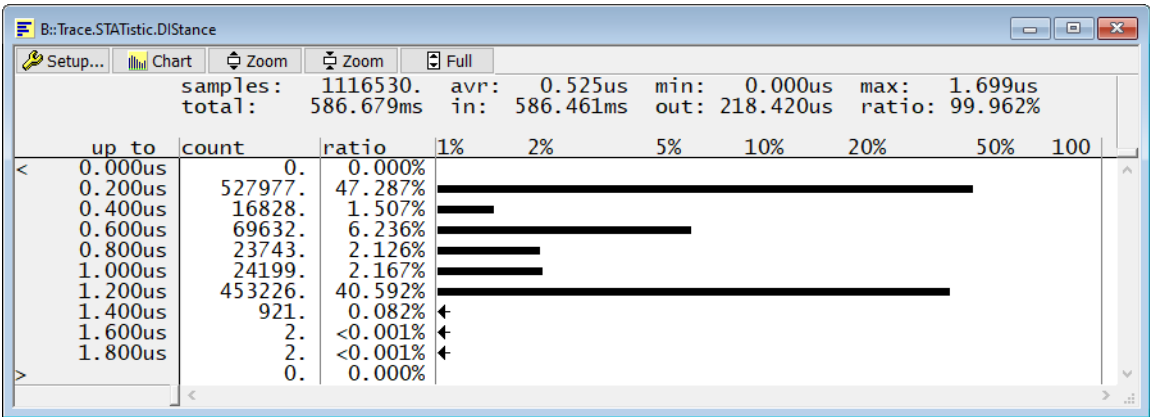 B::Trace.STATistic.DIStance
Setup... Chart Zoom Zoom Full
samples: 1116530. avr: 0.525us min: 0.000us max: 1.699us
total: 586.679ms in: 586.461ms out: 218.420us ratio: 99.962%
up to count ratio 1% 2% 5% 10% 20% 50% 100
< 0.000us 0. 0.000%
0.200us 527977. 47.287%
0.400us 16828. 1.507%
0.600us 69632. 6.236%
0.800us 23743. 2.126%
1.000us 24199. 2.167%
1.200us 453226. 40.592%
1.400us 921. 0.082%
1.600us 2. <0.001%
1.800us 2. <0.001%
> 0. 0.000%